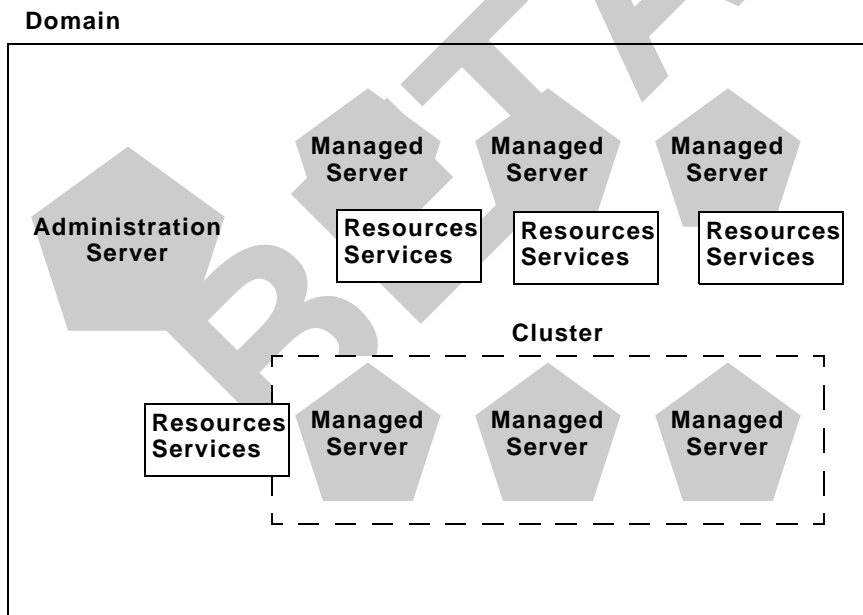 Domain
Managed
Server
Managed
Server
Managed
Server
Administration
Server
Resources
Services
Resources
Services
Resources
Services
Cluster
Resources
Services
Managed
Server
Managed
Server
Managed
Server
BETA